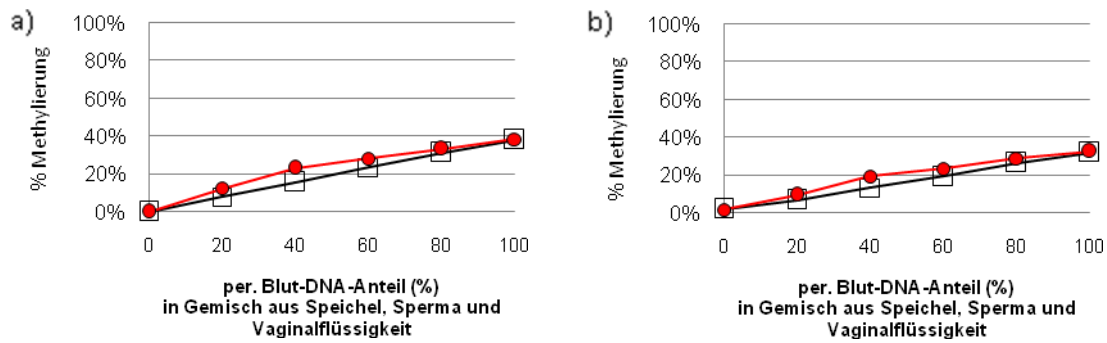 a)
100%
80%
60%
40%
20%
0%
% Methylierung
0 20 40 60 80 100
per. Blut-DNA-Anteil (%)
in Gemisch aus Speichel, Sperma und
Vaginalflüssigkeit
b)
100%
80%
60%
40%
20%
0%
% Methylierung
0 20 40 60 80 100
per. Blut-DNA-Anteil (%)
in Gemisch aus Speichel, Sperma und
Vaginalflüssigkeit